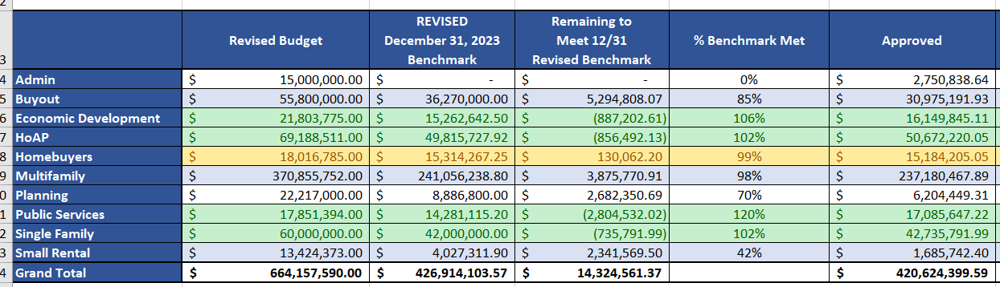 2
REVISED Remaining to
Revised Budget December 31, 2023 Meet 12/31 % Benchmark Met Approved
3 Benchmark Revised Benchmark
4 Admin $ 15,000,000.00 $ - $ - 0% $ 2,750,838.64
5 Buyout $ 55,800,000.00 $ 36,270,000.00 $ 5,294,808.07 85% $ 30,975,191.93
6 Economic Development $ 21,803,775.00 $ 15,262,642.50 $ (887,202.61) 106% $ 16,149,845.11
7 HoAP $ 69,188,511.00 $ 49,815,727.92 $ (856,492.13) 102% $ 50,672,220.05
8 Homebuyers $ 18,016,785.00 $ 15,314,267.25 $ 130,062.20 99% $ 15,184,205.05
9 Multifamily $ 370,855,752.00 $ 241,056,238.80 $ 3,875,770.91 98% $ 237,180,467.89
0 Planning $ 22,217,000.00 $ 8,886,800.00 $ 2,682,350.69 70% $ 6,204,449.31
1 Public Services $ 17,851,394.00 $ 14,281,115.20 $ (2,804,532.02) 120% $ 17,085,647.22
2 Single Family $ 60,000,000.00 $ 42,000,000.00 $ (735,791.99) 102% $ 42,735,791.99
3 Small Rental $ 13,424,373.00 $ 4,027,311.90 $ 2,341,569.50 42% $ 1,685,742.40
4 Grand Total $ 664,157,590.00 $ 426,914,103.57 $ 14,324,561.37 $ 420,624,399.59